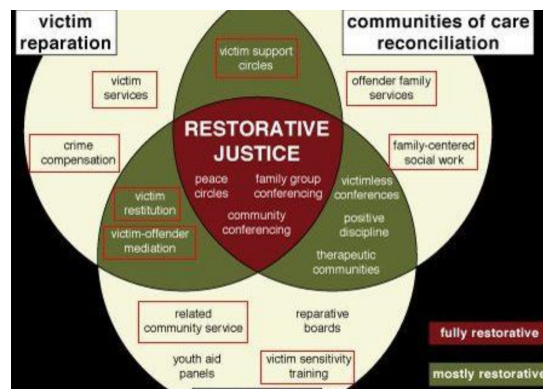 victim
reparation
communities of care
reconciliation
victim support
circles
victim
services
offender family
services
crime
compensation
RESTORATIVE
JUSTICE
family-centered
social work
peace
circles
family group
conferencing
victimless
conferences
victim
restitution
community
conferencing
positive
discipline
victim-offender
mediation
therapeutic
communities
related
community service
reparative
boards
youth aid
panels
victim sensitivity
training
fully restorative
mostly restorative